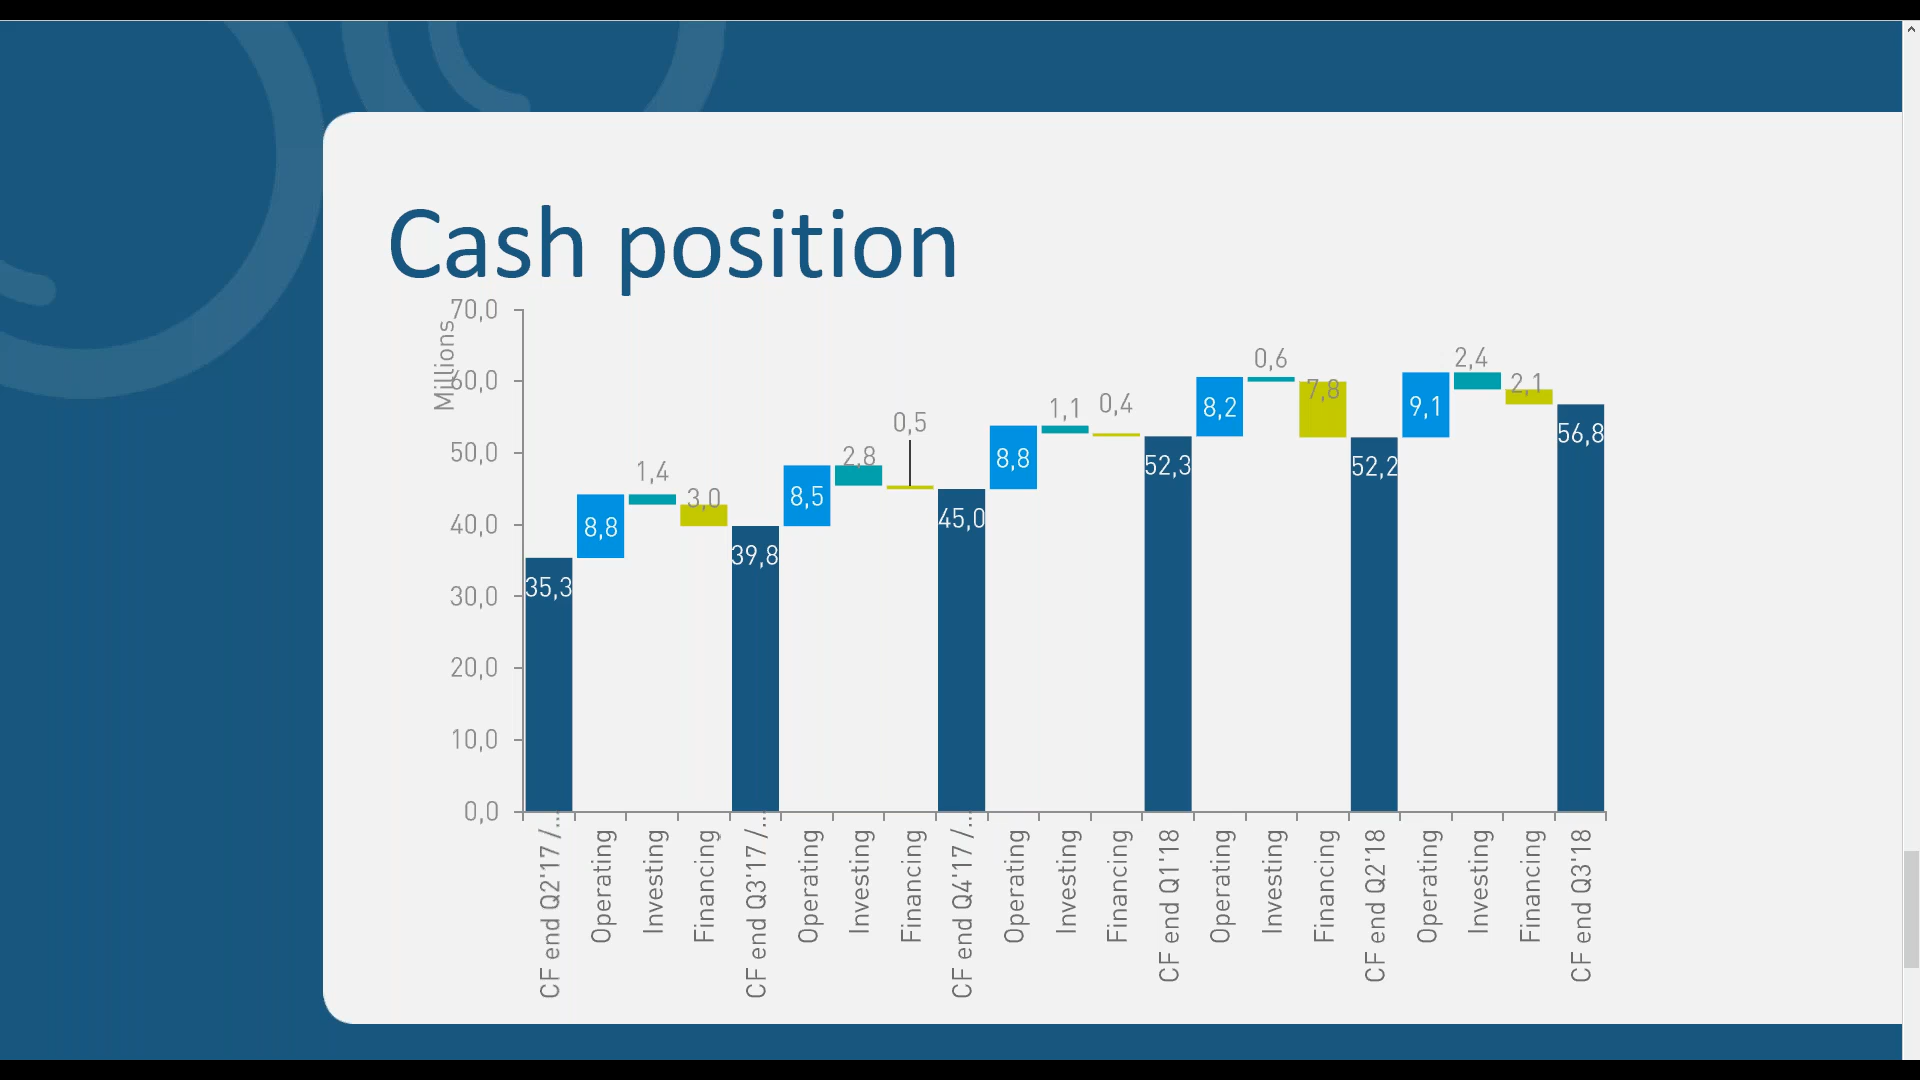 Cash position
Millions
70,0
60,0
50,0
40,0
30,0
20,0
10,0
0,0
35,3
8,8
1,4
3,0
39,8
8,5
2,8
0,5
45,0
8,8
1,1
0,4
52,3
8,2
0,6
7,8
52,2
9,1
2,4
2,1
56,8
CF end Q2'17 /...
Operating
Investing
Financing
CF end Q3'17 /...
Operating
Investing
Financing
CF end Q4'17 /...
Operating
Investing
Financing
CF end Q1'18
Operating
Investing
Financing
CF end Q2'18
Operating
Investing
Financing
CF end Q3'18